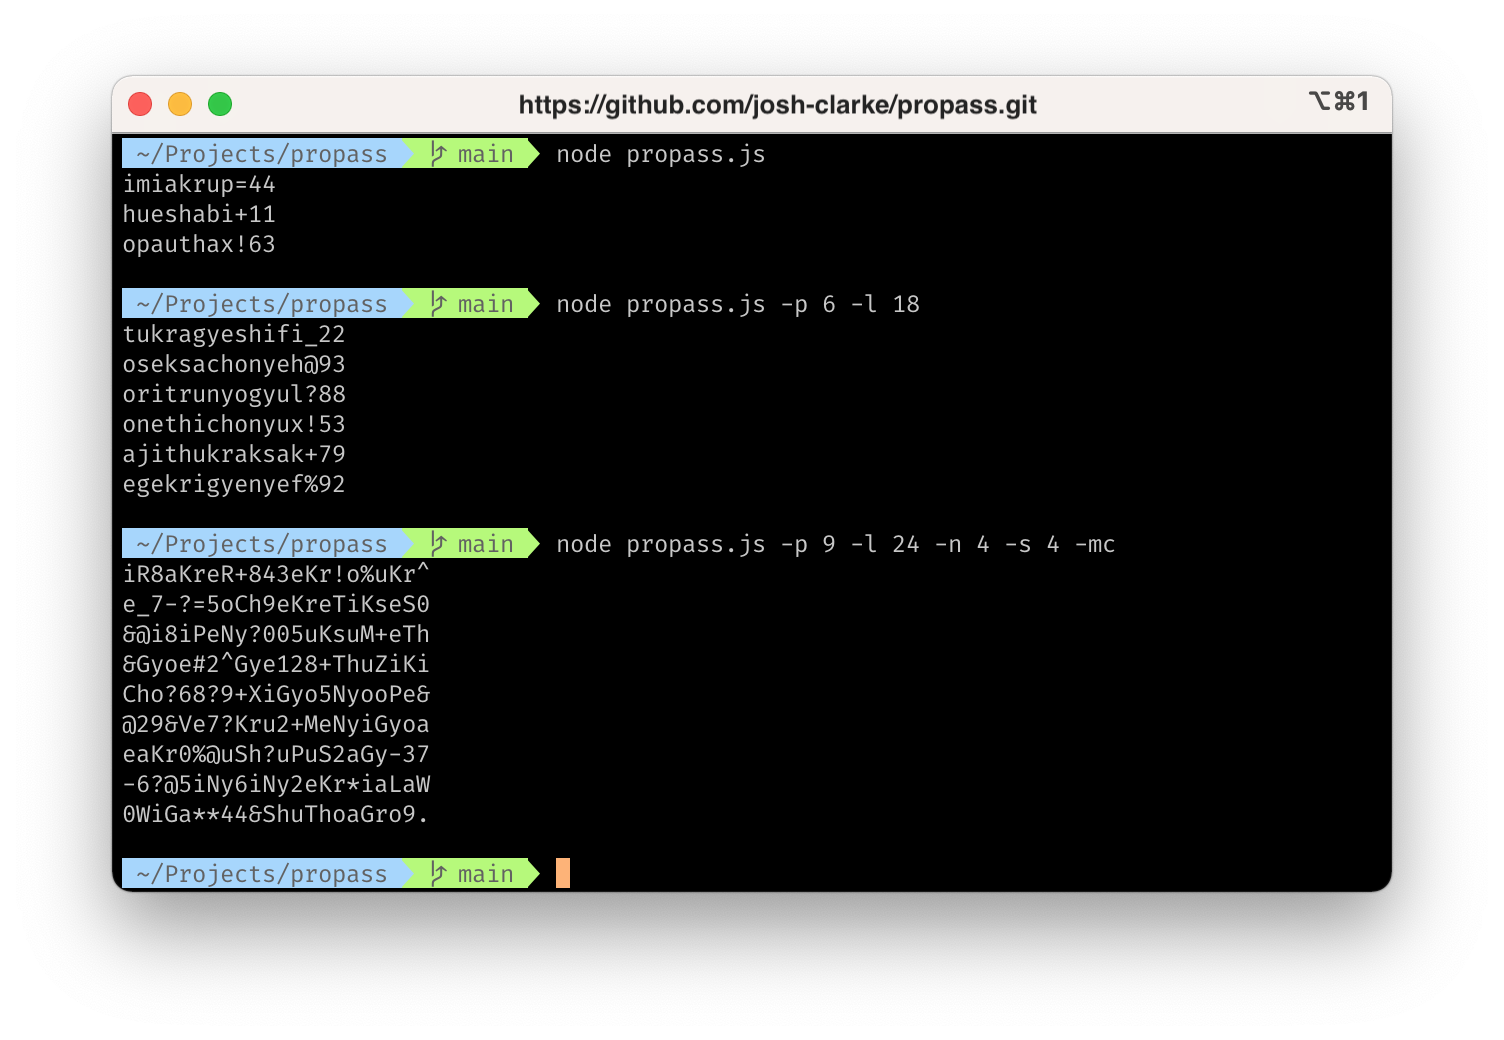 https://github.com/josh-clarke/propass.git ⌥⌘1
~/Projects/propass main node propass.js
imiakrup=44
hueshabi+11
opauthax!63
~/Projects/propass main node propass.js -p 6 -l 18
tukragyeshifi_22
oseksachonyeh@93
oritrunyogyul?88
onethichonyux!53
ajithukraksak+79
egekrigyenyef%92
~/Projects/propass main node propass.js -p 9 -l 24 -n 4 -s 4 -mc
iR8aKreR+843eKr!o%uKr^
e_7-?=5oCh9eKreTiKseS0
&@i8iPeNy?005uKsuM+eTh
&Gyoe#2^Gye128+ThuZiKi
Cho?68?9+XiGyo5NyooPe&
@29&Ve7?Kru2+MeNyiGyoa
eaKr0%@uSh?uPuS2aGy-37
-6?@5iNy6iNy2eKr*iaLaW
0WiGa**44&ShuThoaGro9.
~/Projects/propass main